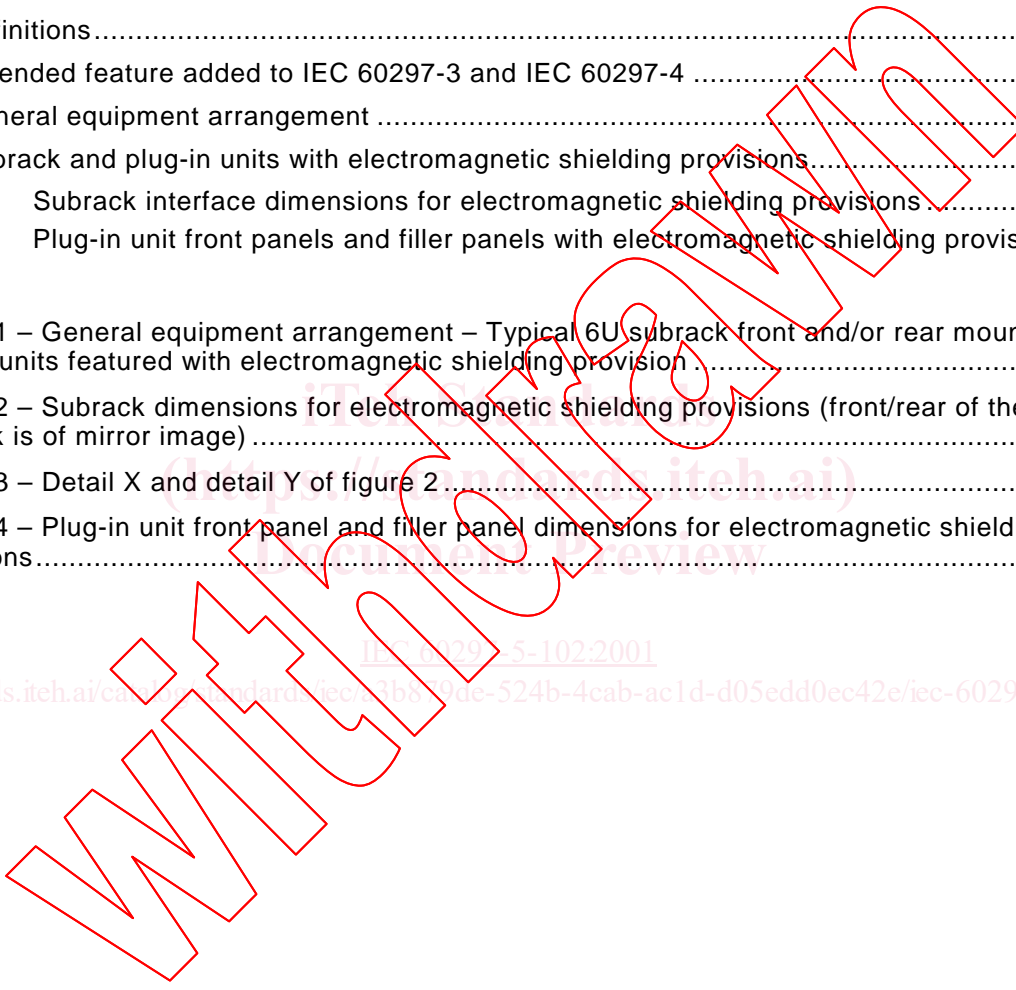 finitions
ended feature added to IEC 60297-3 and IEC 60297-4
neral equipment arrangement
brack and plug-in units with electromagnetic shielding provisions
Subrack interface dimensions for electromagnetic shielding provisions
Plug-in unit front panels and filler panels with electromagnetic shielding provis
1 – General equipment arrangement – Typical 6U subrack front and/or rear moun
units featured with electromagnetic shielding provision
2 – Subrack dimensions for electromagnetic shielding provisions (front/rear of the
k is of mirror image)
3 – Detail X and detail Y of figure 2
4 – Plug-in unit front panel and filler panel dimensions for electromagnetic shield
ons
iTeh Standards
(https://standards.iteh.ai)
Document Preview
IEC 60297-5-102:2001
ds.iteh.ai/catalog/standards/iec/a3b879de-524b-4cab-ac1d-d05edd0ec42e/iec-6029
withdrawn